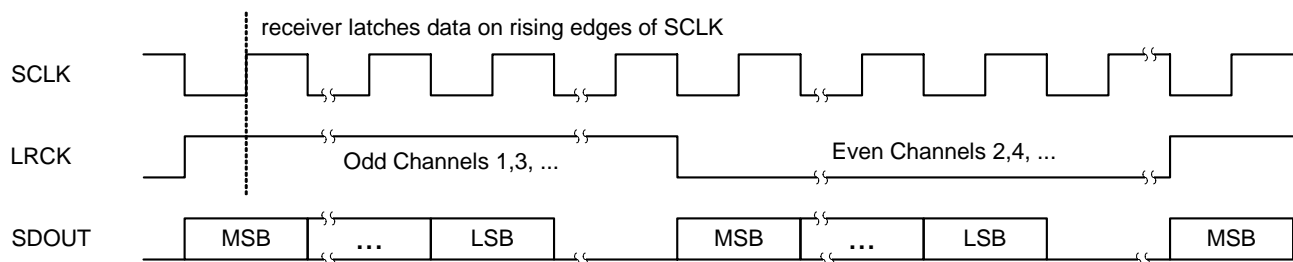 receiver latches data on rising edges of SCLK
SCLK
LRCK
Odd Channels 1,3, ...
Even Channels 2,4, ...
SDOUT
MSB
...
LSB
MSB
...
LSB
MSB